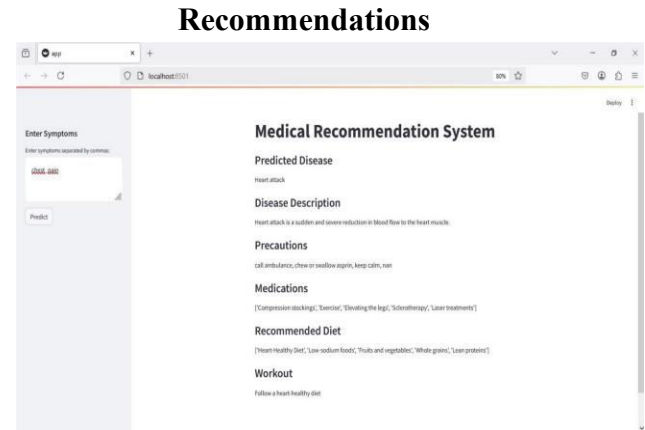 Recommendations
app
localhost:8501
80%
Deploy
Enter Symptoms
Enter symptoms separated by commas:
chest_pain
Predict
Medical Recommendation System
Predicted Disease
Heart attack
Disease Description
Heart attack is a sudden and severe reduction in blood flow to the heart muscle.
Precautions
call ambulance, chew or swallow asprin, keep calm, nan
Medications
['Compression stockings', 'Exercise', 'Elevating the legs', 'Sclerotherapy', 'Laser treatments']
Recommended Diet
['Heart-Healthy Diet', 'Low-sodium foods', 'Fruits and vegetables', 'Whole grains', 'Lean proteins']
Workout
Follow a heart-healthy diet